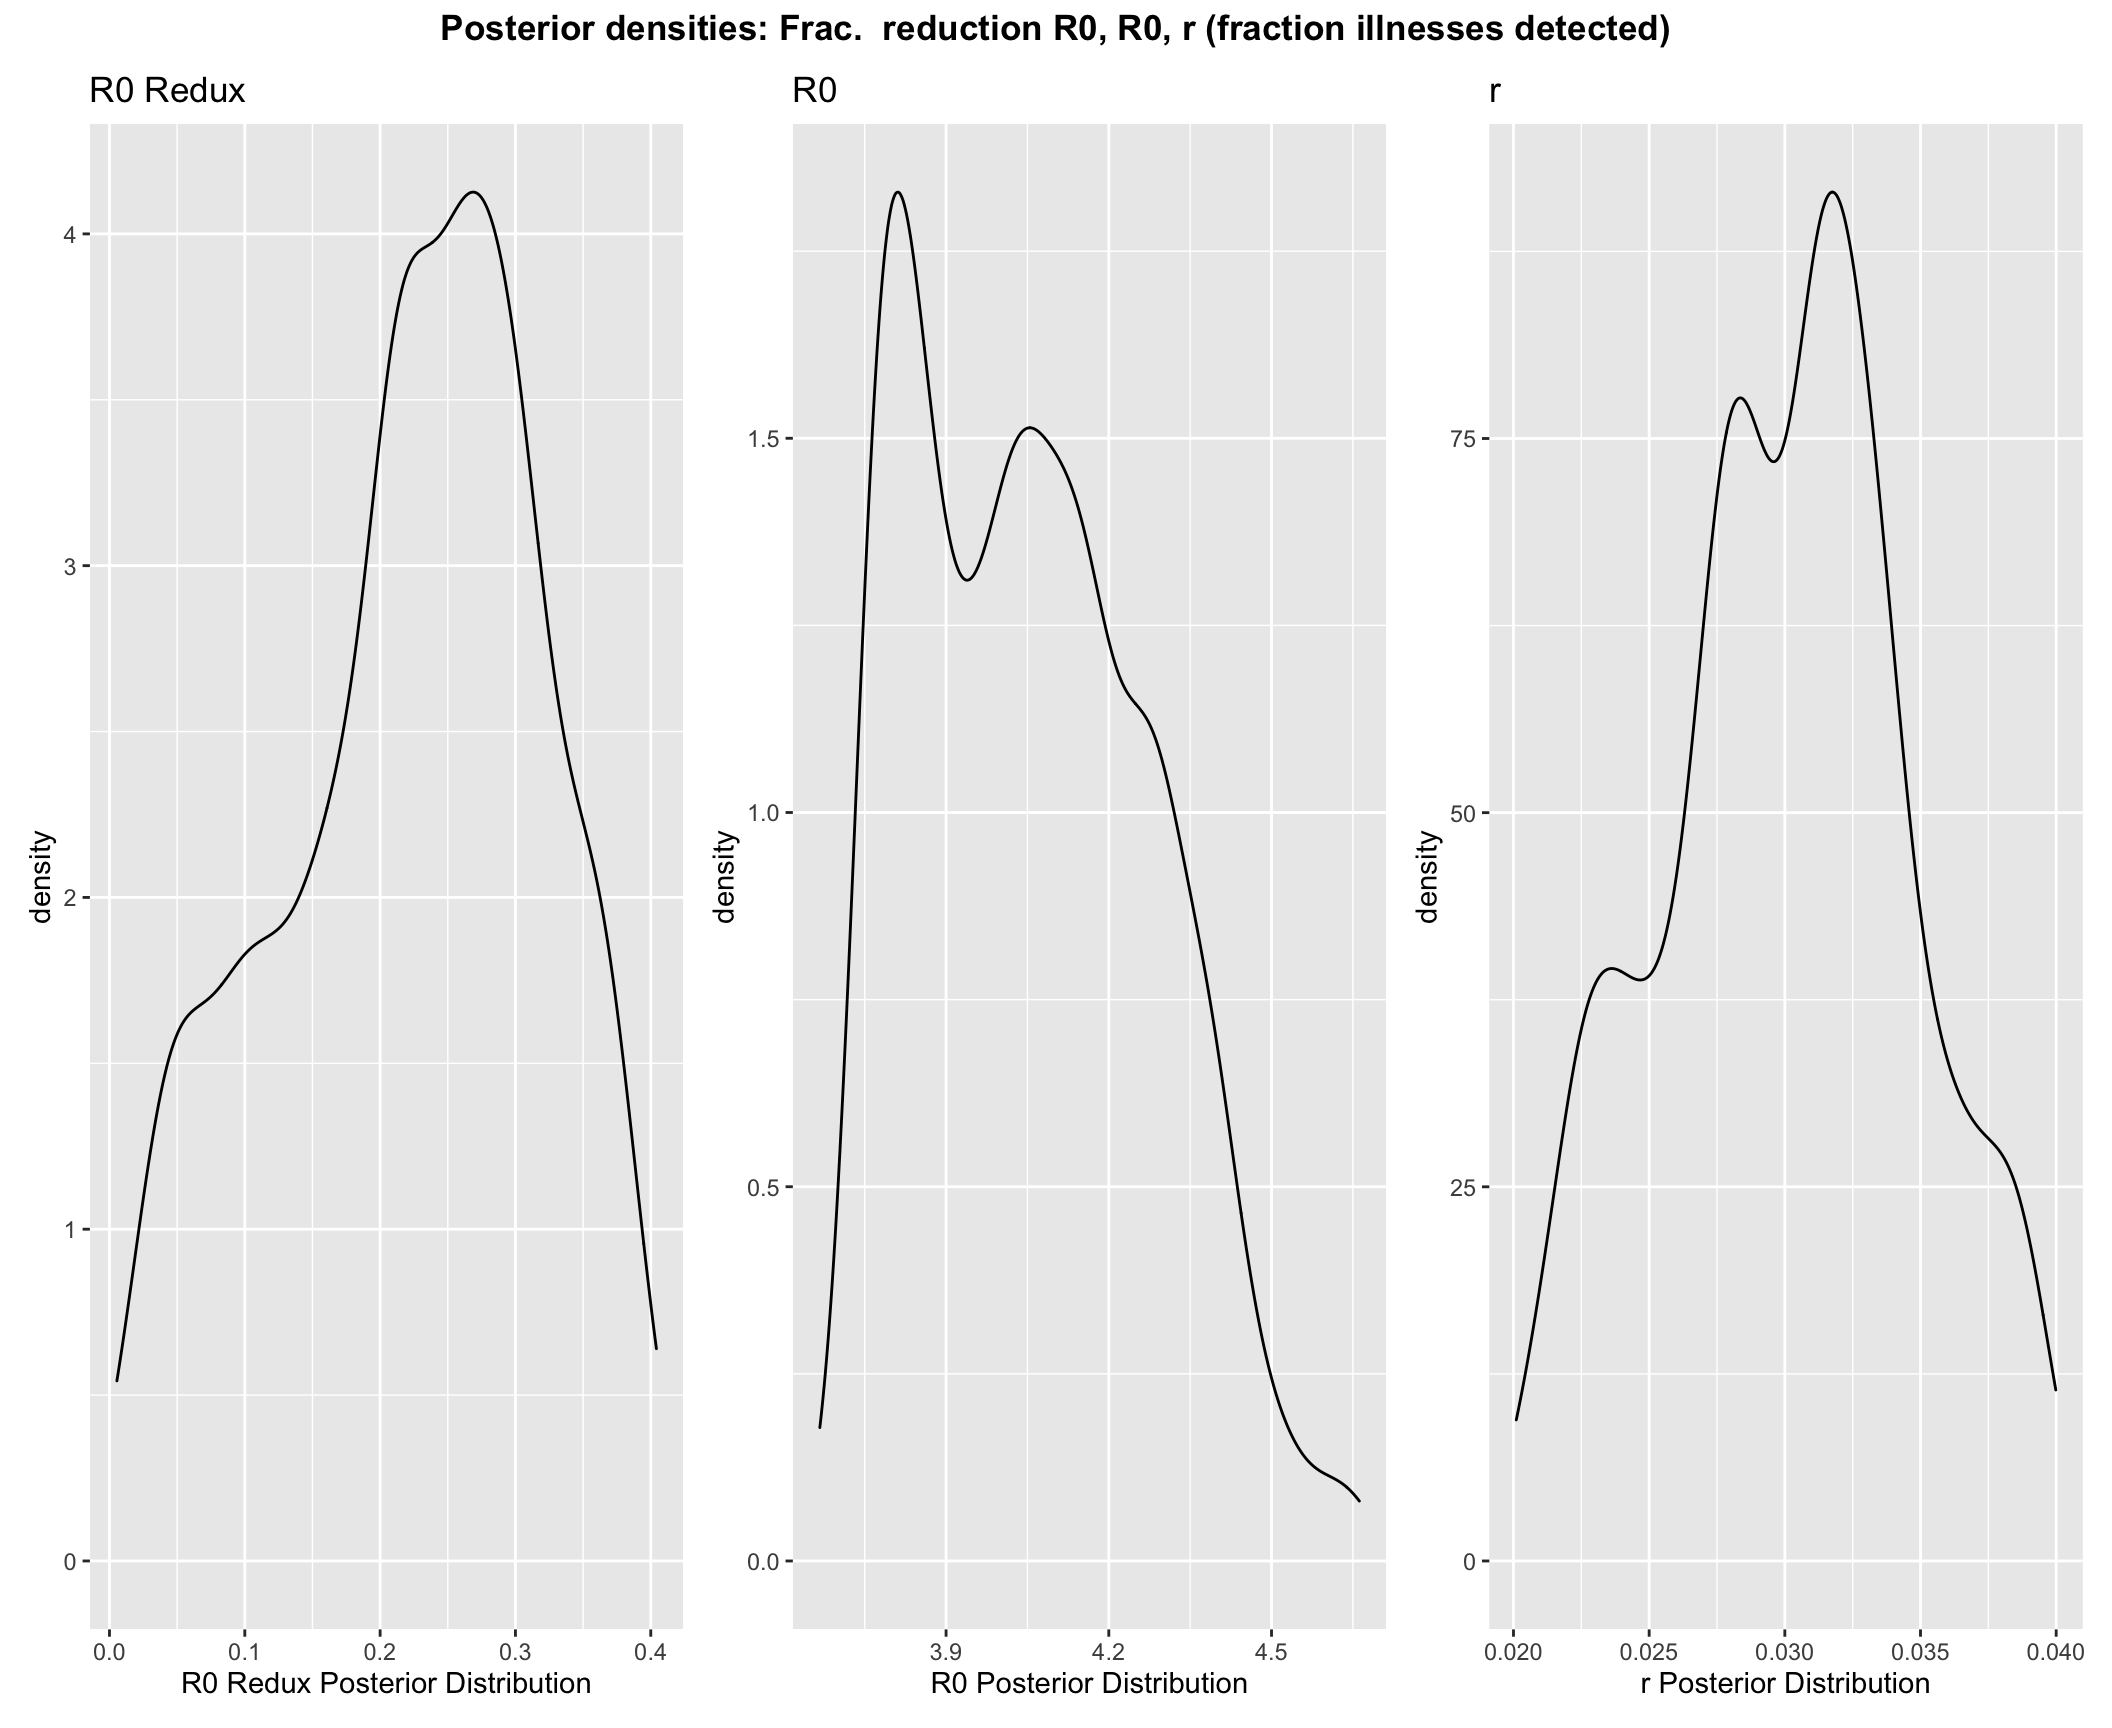 Posterior densities: Frac.  reduction R0, R0, r (fraction illnesses detected)
R0 Redux
density
4
3
2
1
0
0.0 0.1 0.2 0.3 0.4
R0 Redux Posterior Distribution
R0
density
1.5
1.0
0.5
0.0
3.9 4.2 4.5
R0 Posterior Distribution
r
density
75
50
25
0
0.020 0.025 0.030 0.035 0.040
r Posterior Distribution